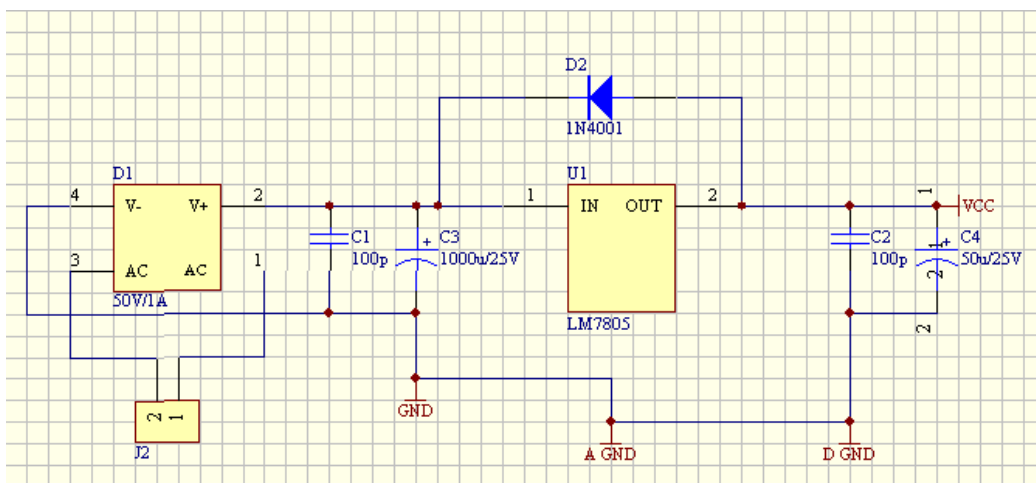 D2
1N4001
D1
U1
4
V-
V+
2
1
IN
OUT
2
1
VCC
C1
100p
C3
+
1000u/25V
C2
100p
+
1
C4
50u/25V
2
3
AC
AC
1
50V/1A
LM7805
2
2
1
J2
GND
A GND
D GND